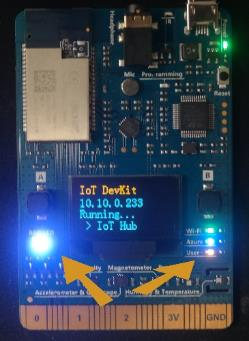 Headphone
Mic
Programming
Reset
A
B
IoT DevKit
10.10.0.233
Running...
> IoT Hub
Wi-Fi
Azure
User
Magnetometer
Accelerometer & Gyroscope
Humidity & Temperature
0 1 2 3V GND